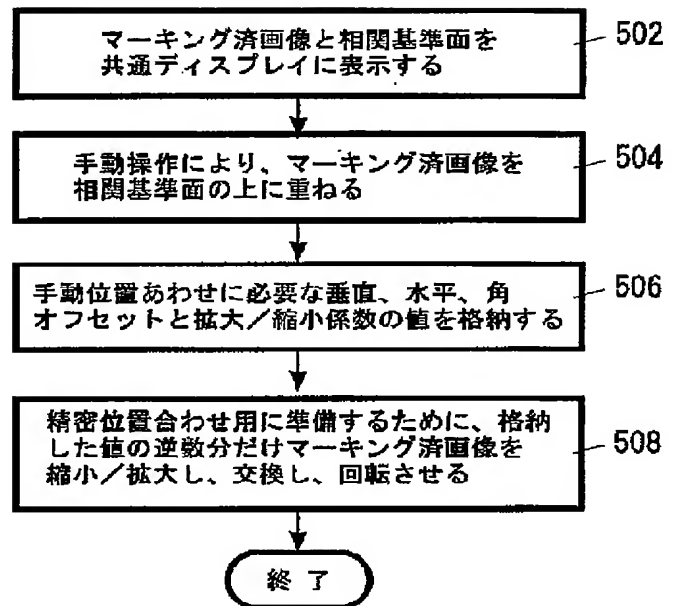 マーキング済画像と相関基準面を
共通ディスプレイに表示する
502
手動操作により、マーキング済画像を
相関基準面の上に重ねる
504
手動位置あわせに必要な垂直、水平、角
オフセットと拡大／縮小係数の値を格納する
506
精密位置合わせ用に準備するために、格納
した値の逆数分だけマーキング済画像を
縮小／拡大し、交換し、回転させる
508
終了